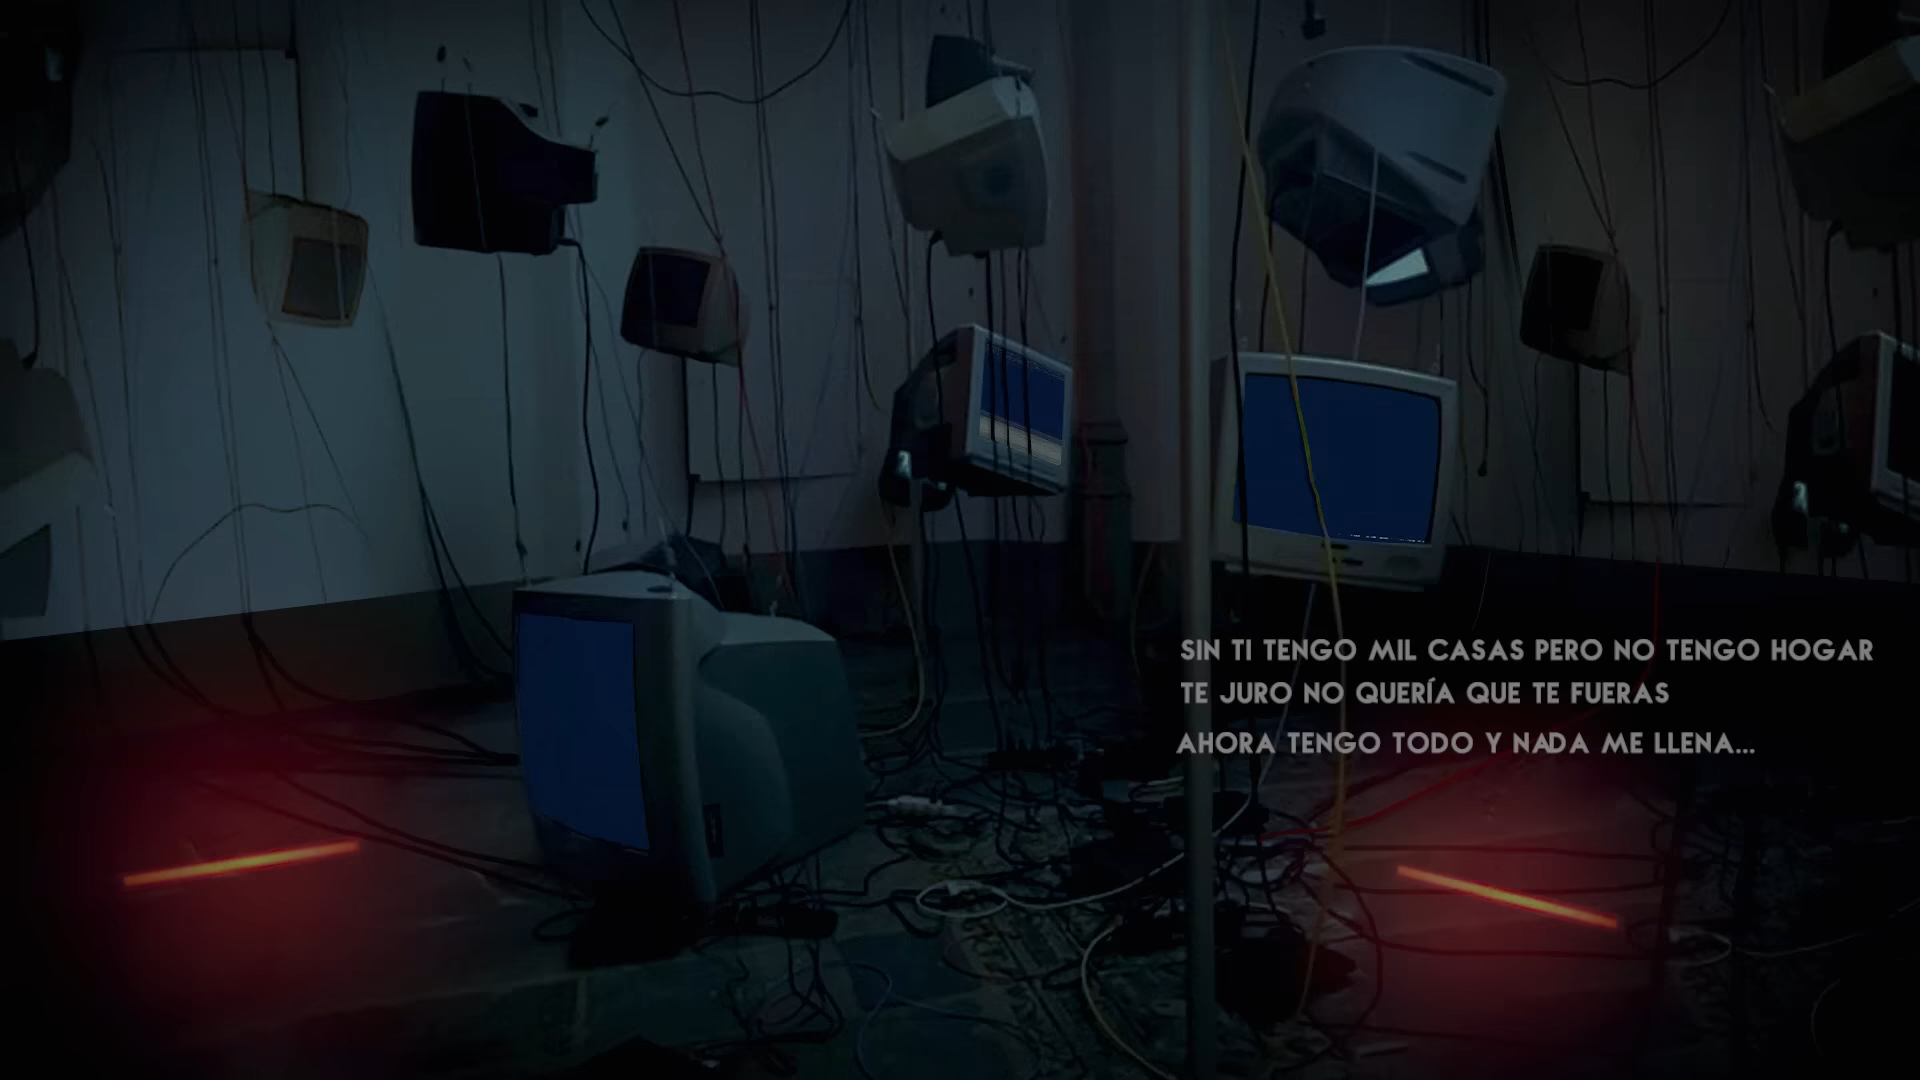 SIN TI TENGO MIL CASAS PERO NO TENGO HOGAR
TE JURO NO QUERÍA QUE TE FUERAS
AHORA TENGO TODO Y NADA ME LLENA...